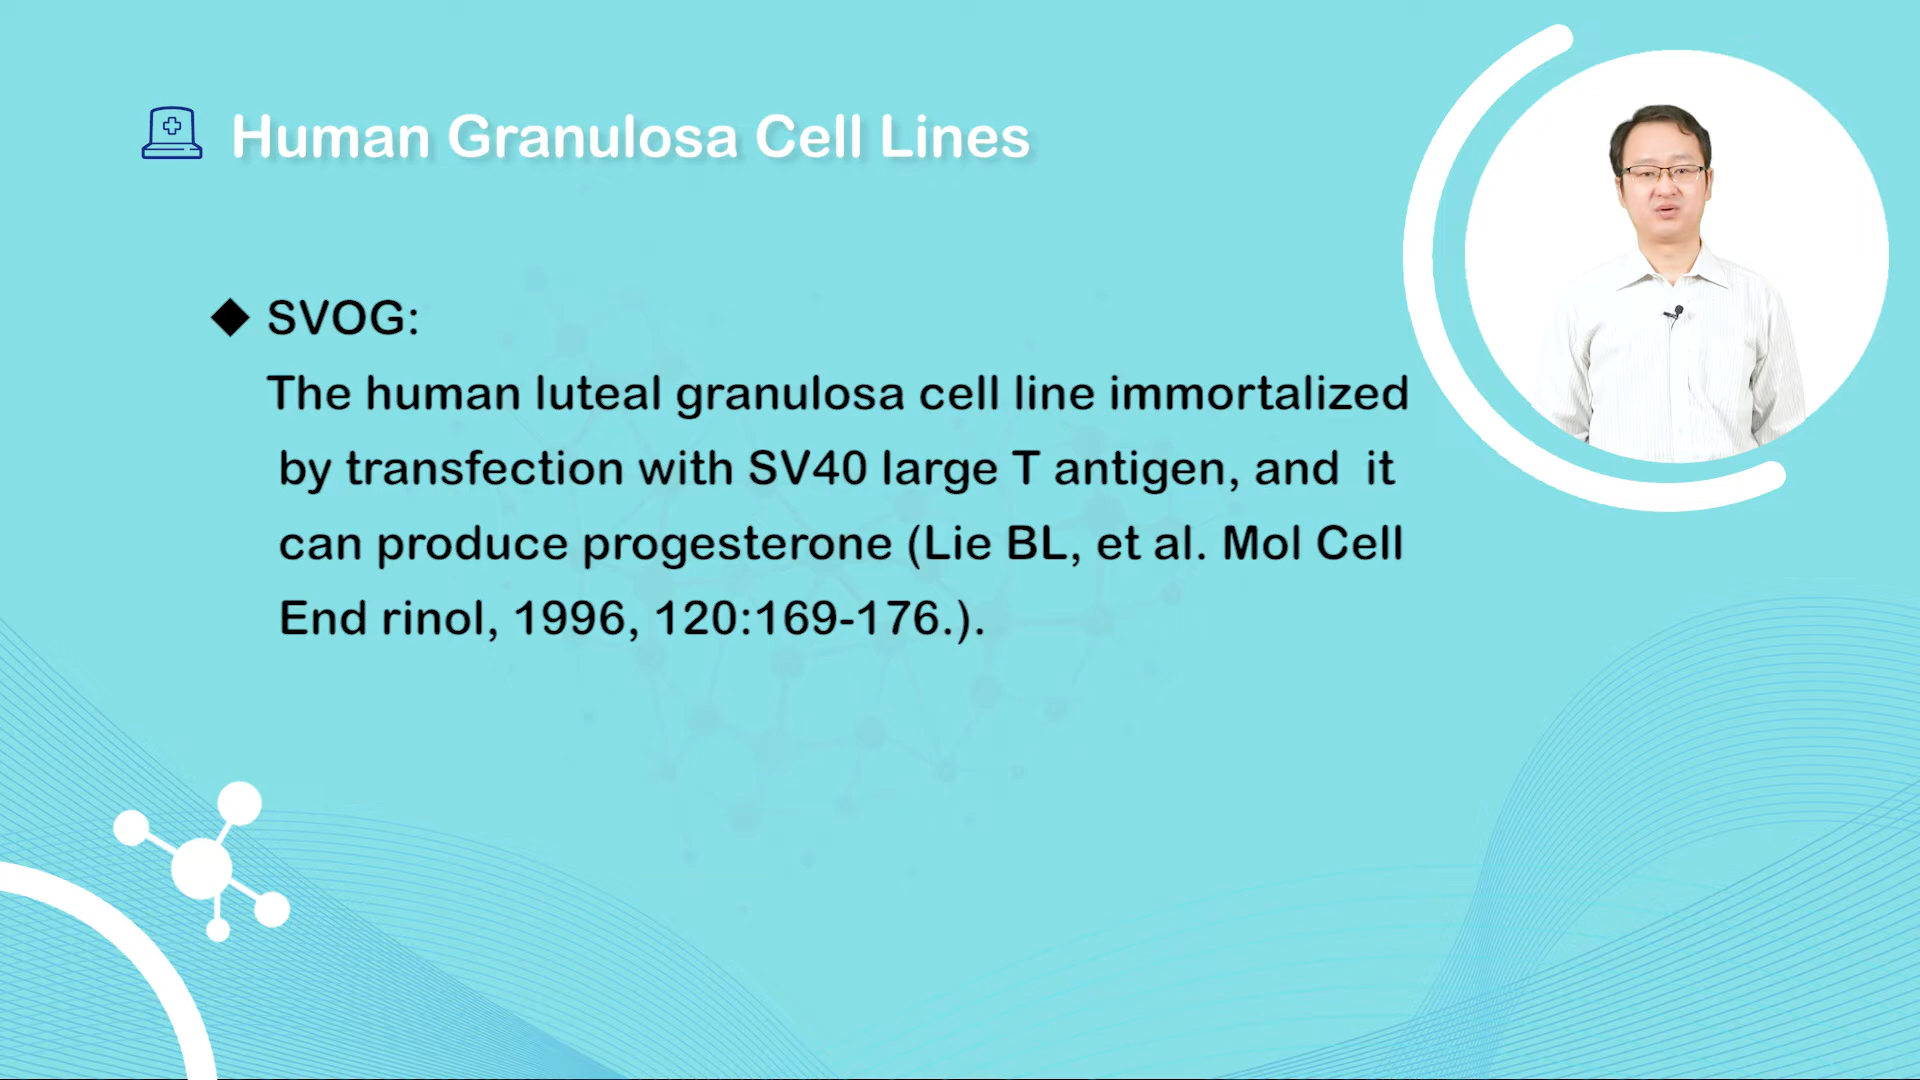 Human Granulosa Cell Lines
SVOG:
The human luteal granulosa cell line immortalized
by transfection with SV40 large T antigen, and it
can produce progesterone (Lie BL, et al. Mol Cell
End rinol, 1996, 120:169-176.).